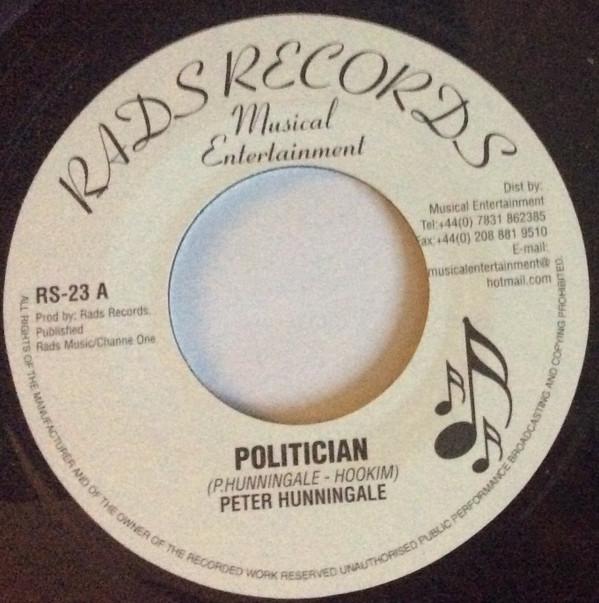 RADS RECORDS
Musical
Entertainment
Dist by:
Musical Entertainment
Tel:+44(0) 7831 862385
Fax:+44(0) 208 881 9510
E-mail:
musicalentertainment@
hotmail.com
RS-23 A
Prod by: Rads Records.
Published
Rads Music/Channe One
POLITICIAN
(P.HUNNINGALE - HOOKIM)
PETER HUNNINGALE
ALL RIGHTS OF THE MANUFACTURER AND OF THE OWNER OF THE RECORDED WORK RESERVED UNAUTHORISED PUBLIC PERFORMANCE BROADCASTING AND COPYING PROHIBITED.